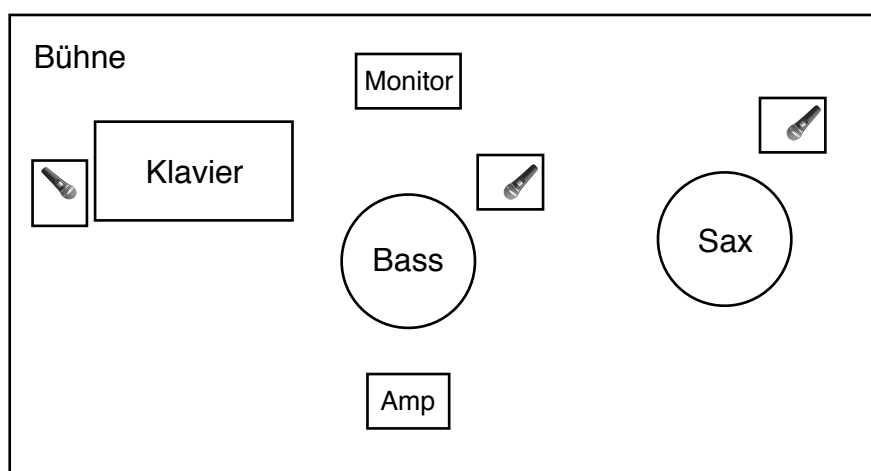 Bühne
Monitor
Klavier
Bass
Sax
Amp